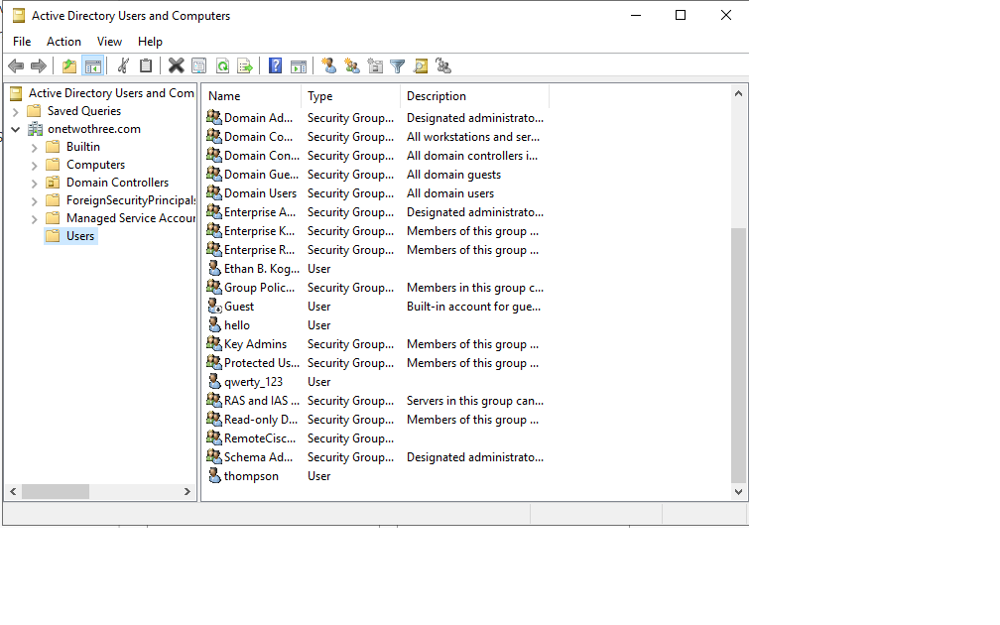 Active Directory Users and Computers
File Action View Help
Active Directory Users and Com
Saved Queries
onetwothree.com
Builtin
Computers
Domain Controllers
ForeignSecurityPrincipals
Managed Service Accour
Users
Name Type Description
Domain Ad... Security Group... Designated administrato...
Domain Co... Security Group... All workstations and ser...
Domain Con... Security Group... All domain controllers i...
Domain Gue... Security Group... All domain guests
Domain Users Security Group... All domain users
Enterprise A... Security Group... Designated administrato...
Enterprise K... Security Group... Members of this group ...
Enterprise R... Security Group... Members of this group ...
Ethan B. Kog... User
Group Polic... Security Group... Members in this group c...
Guest User Built-in account for gue...
hello User
Key Admins Security Group... Members of this group ...
Protected Us... Security Group... Members of this group ...
qwerty_123 User
RAS and IAS ... Security Group... Servers in this group can...
Read-only D... Security Group... Members of this group ...
RemoteCisc... Security Group...
Schema Ad... Security Group... Designated administrato...
thompson User